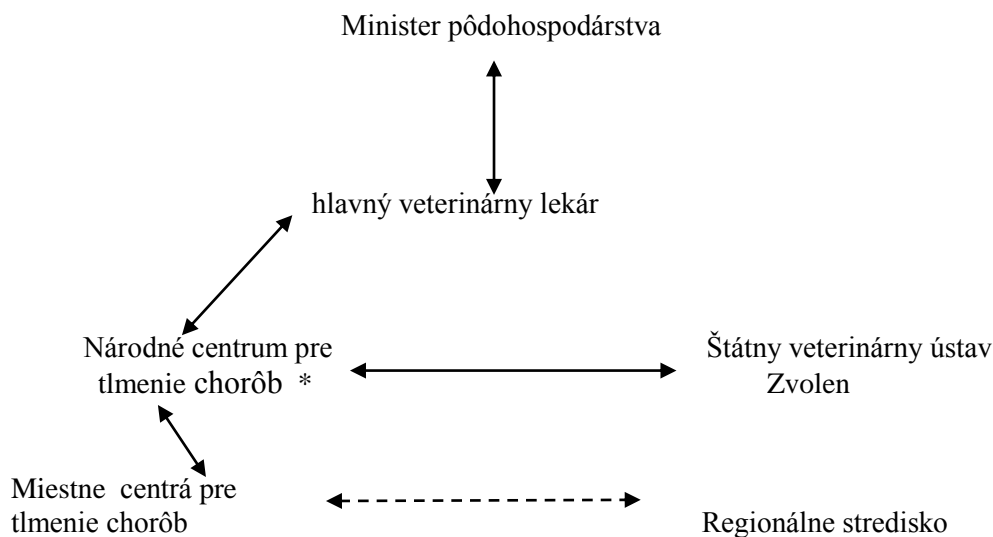 Minister pôdohospodárstva
hlavný veterinárny lekár
Národné centrum pre
tlmenie chorôb *
Štátny veterinárny ústav
Zvolen
Miestne centrá pre
tlmenie chorôb
Regionálne stredisko